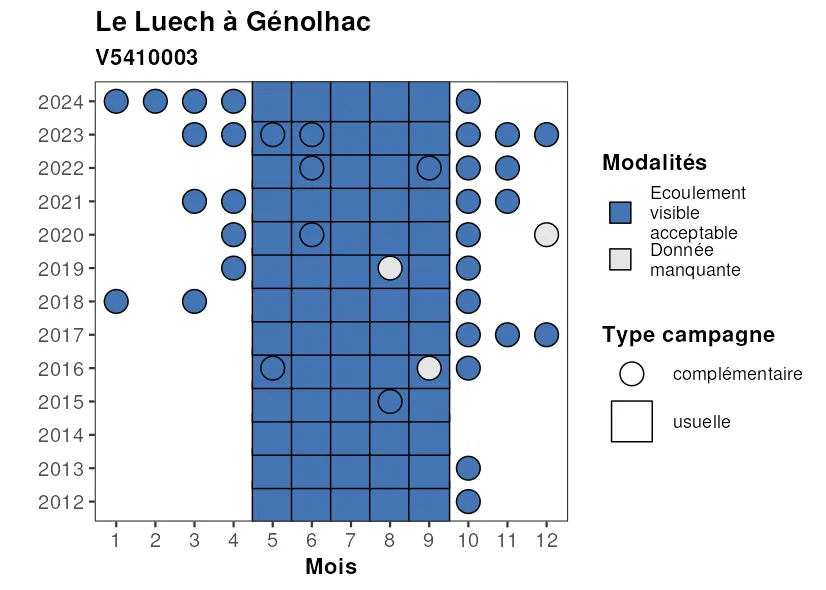 Le Luech à Génolhac
V5410003
2024
2023
2022
2021
2020
2019
2018
2017
2016
2015
2014
2013
2012
1 2 3 4 5 6 7 8 9 10 11 12
Mois
Modalités
Ecoulement
visible
acceptable
Donnée
manquante
Type campagne
complémentaire
usuelle